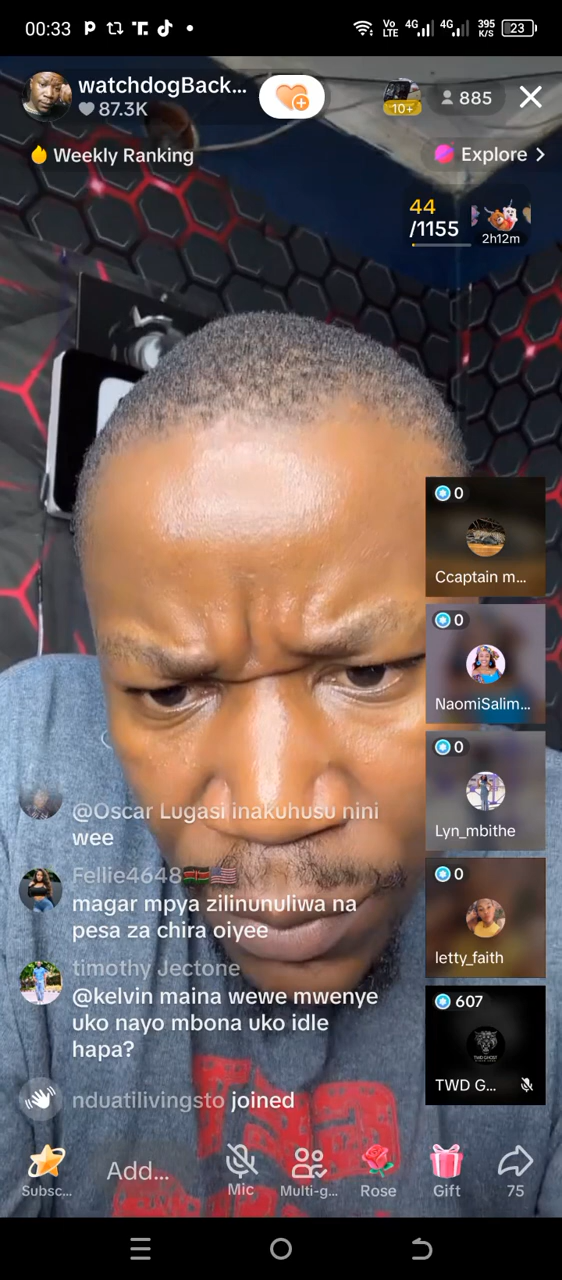 00:33
Vo
LTE
4G
4G
395
K/S
23
watchdogBack...
87.3K
10+
885
Weekly Ranking
Explore
44
/1155
2h12m
0
Ccaptain m...
0
NaomiSalim...
0
Lyn_mbithe
0
letty_faith
607
TWD G...
@Oscar Lugasi inakuhusu nini
wee
Fellie4648🇰🇪🇺🇸
magar mpya zilinunuliwa na
pesa za chira oiyee
timothy Jectone
@kelvin maina wewe mwenye
uko nayo mbona uko idle
hapa?
nduatilivingsto joined
Subsc...
Add...
Mic
Multi-g...
Rose
Gift
75